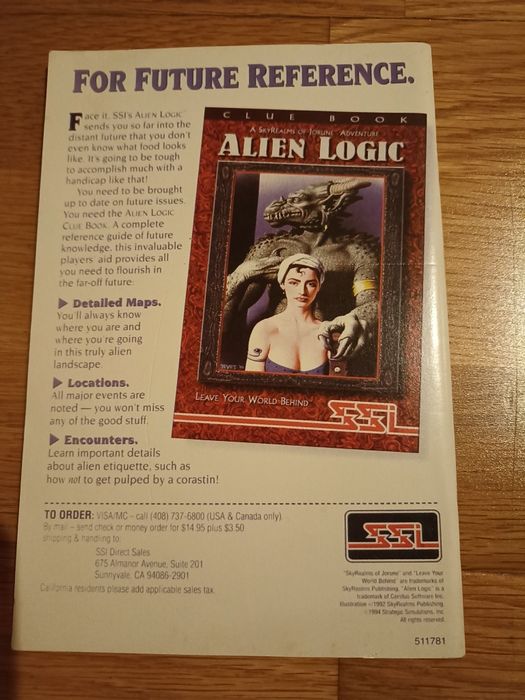 FOR FUTURE REFERENCE.
Face it, SSI's ALIEN LOGIC
sends you so far into the
distant future that you don't
even know what food looks
like. It's going to be tough
to accomplish much with a
handicap like that!
You need to be brought
up to date on future issues.
You need the ALIEN LOGIC
CLUE BOOK. A complete
reference guide of future
knowledge, this invaluable
players' aid provides all
you need to flourish in
the far-off future:
▶ Detailed Maps.
You'll always know
where you are and
where you're going
in this truly alien
landscape.
▶ Locations.
All major events are
noted — you won't miss
any of the good stuff.
▶ Encounters.
Learn important details
about alien etiquette, such as
how not to get pulped by a corastin!
CLUE BOOK
A SKYREALMS OF JORUNE ADVENTURE
ALIEN LOGIC
LEAVE YOUR WORLD BEHIND
SSI
TO ORDER: VISA/MC – call (408) 737-6800 (USA & Canada only).
By mail – send check or money order for $14.95 plus $3.50
shipping & handling to:
SSI Direct Sales
675 Almanor Avenue, Suite 201
Sunnyvale, CA 94086-2901
California residents please add applicable sales tax.
SSI
"SkyRealms of Jorune" and "Leave Your
World Behind" are trademarks of
SkyRealms Publishing. "Alien Logic" is a
trademark of Ceridus Software Inc.
Illustration ©1992 SkyRealms Publishing.
©1994 Strategic Simulations, Inc.
All rights reserved.
511781